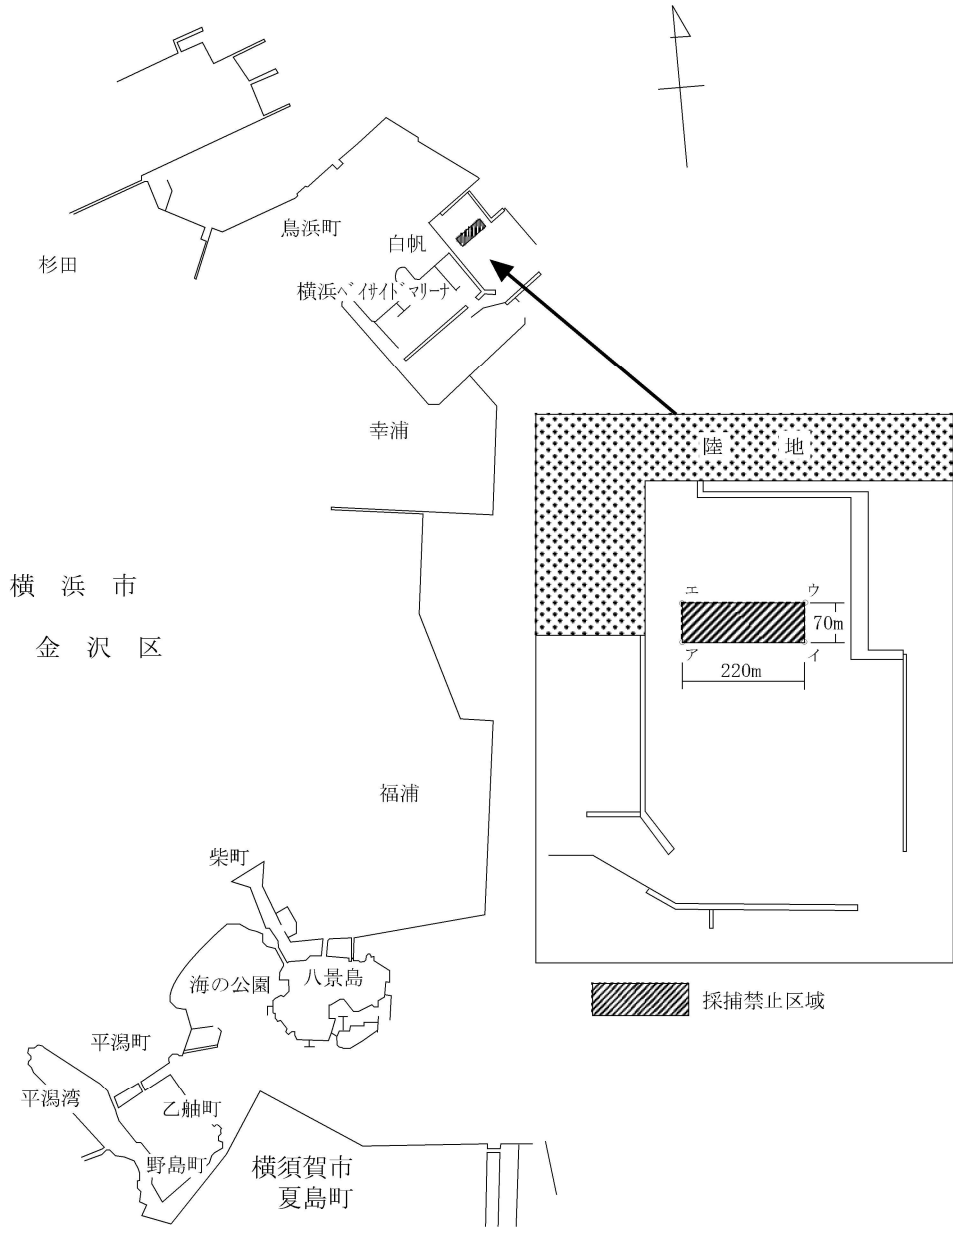 鳥浜町
白帆
杉田
横浜ベイサイドマリーナ
幸浦
陸地
横浜市
金沢区
エ
ウ
70m
ア
イ
220m
福浦
柴町
八景島
海の公園
採捕禁止区域
平潟町
平潟湾
乙舳町
野島町
横須賀市
夏島町